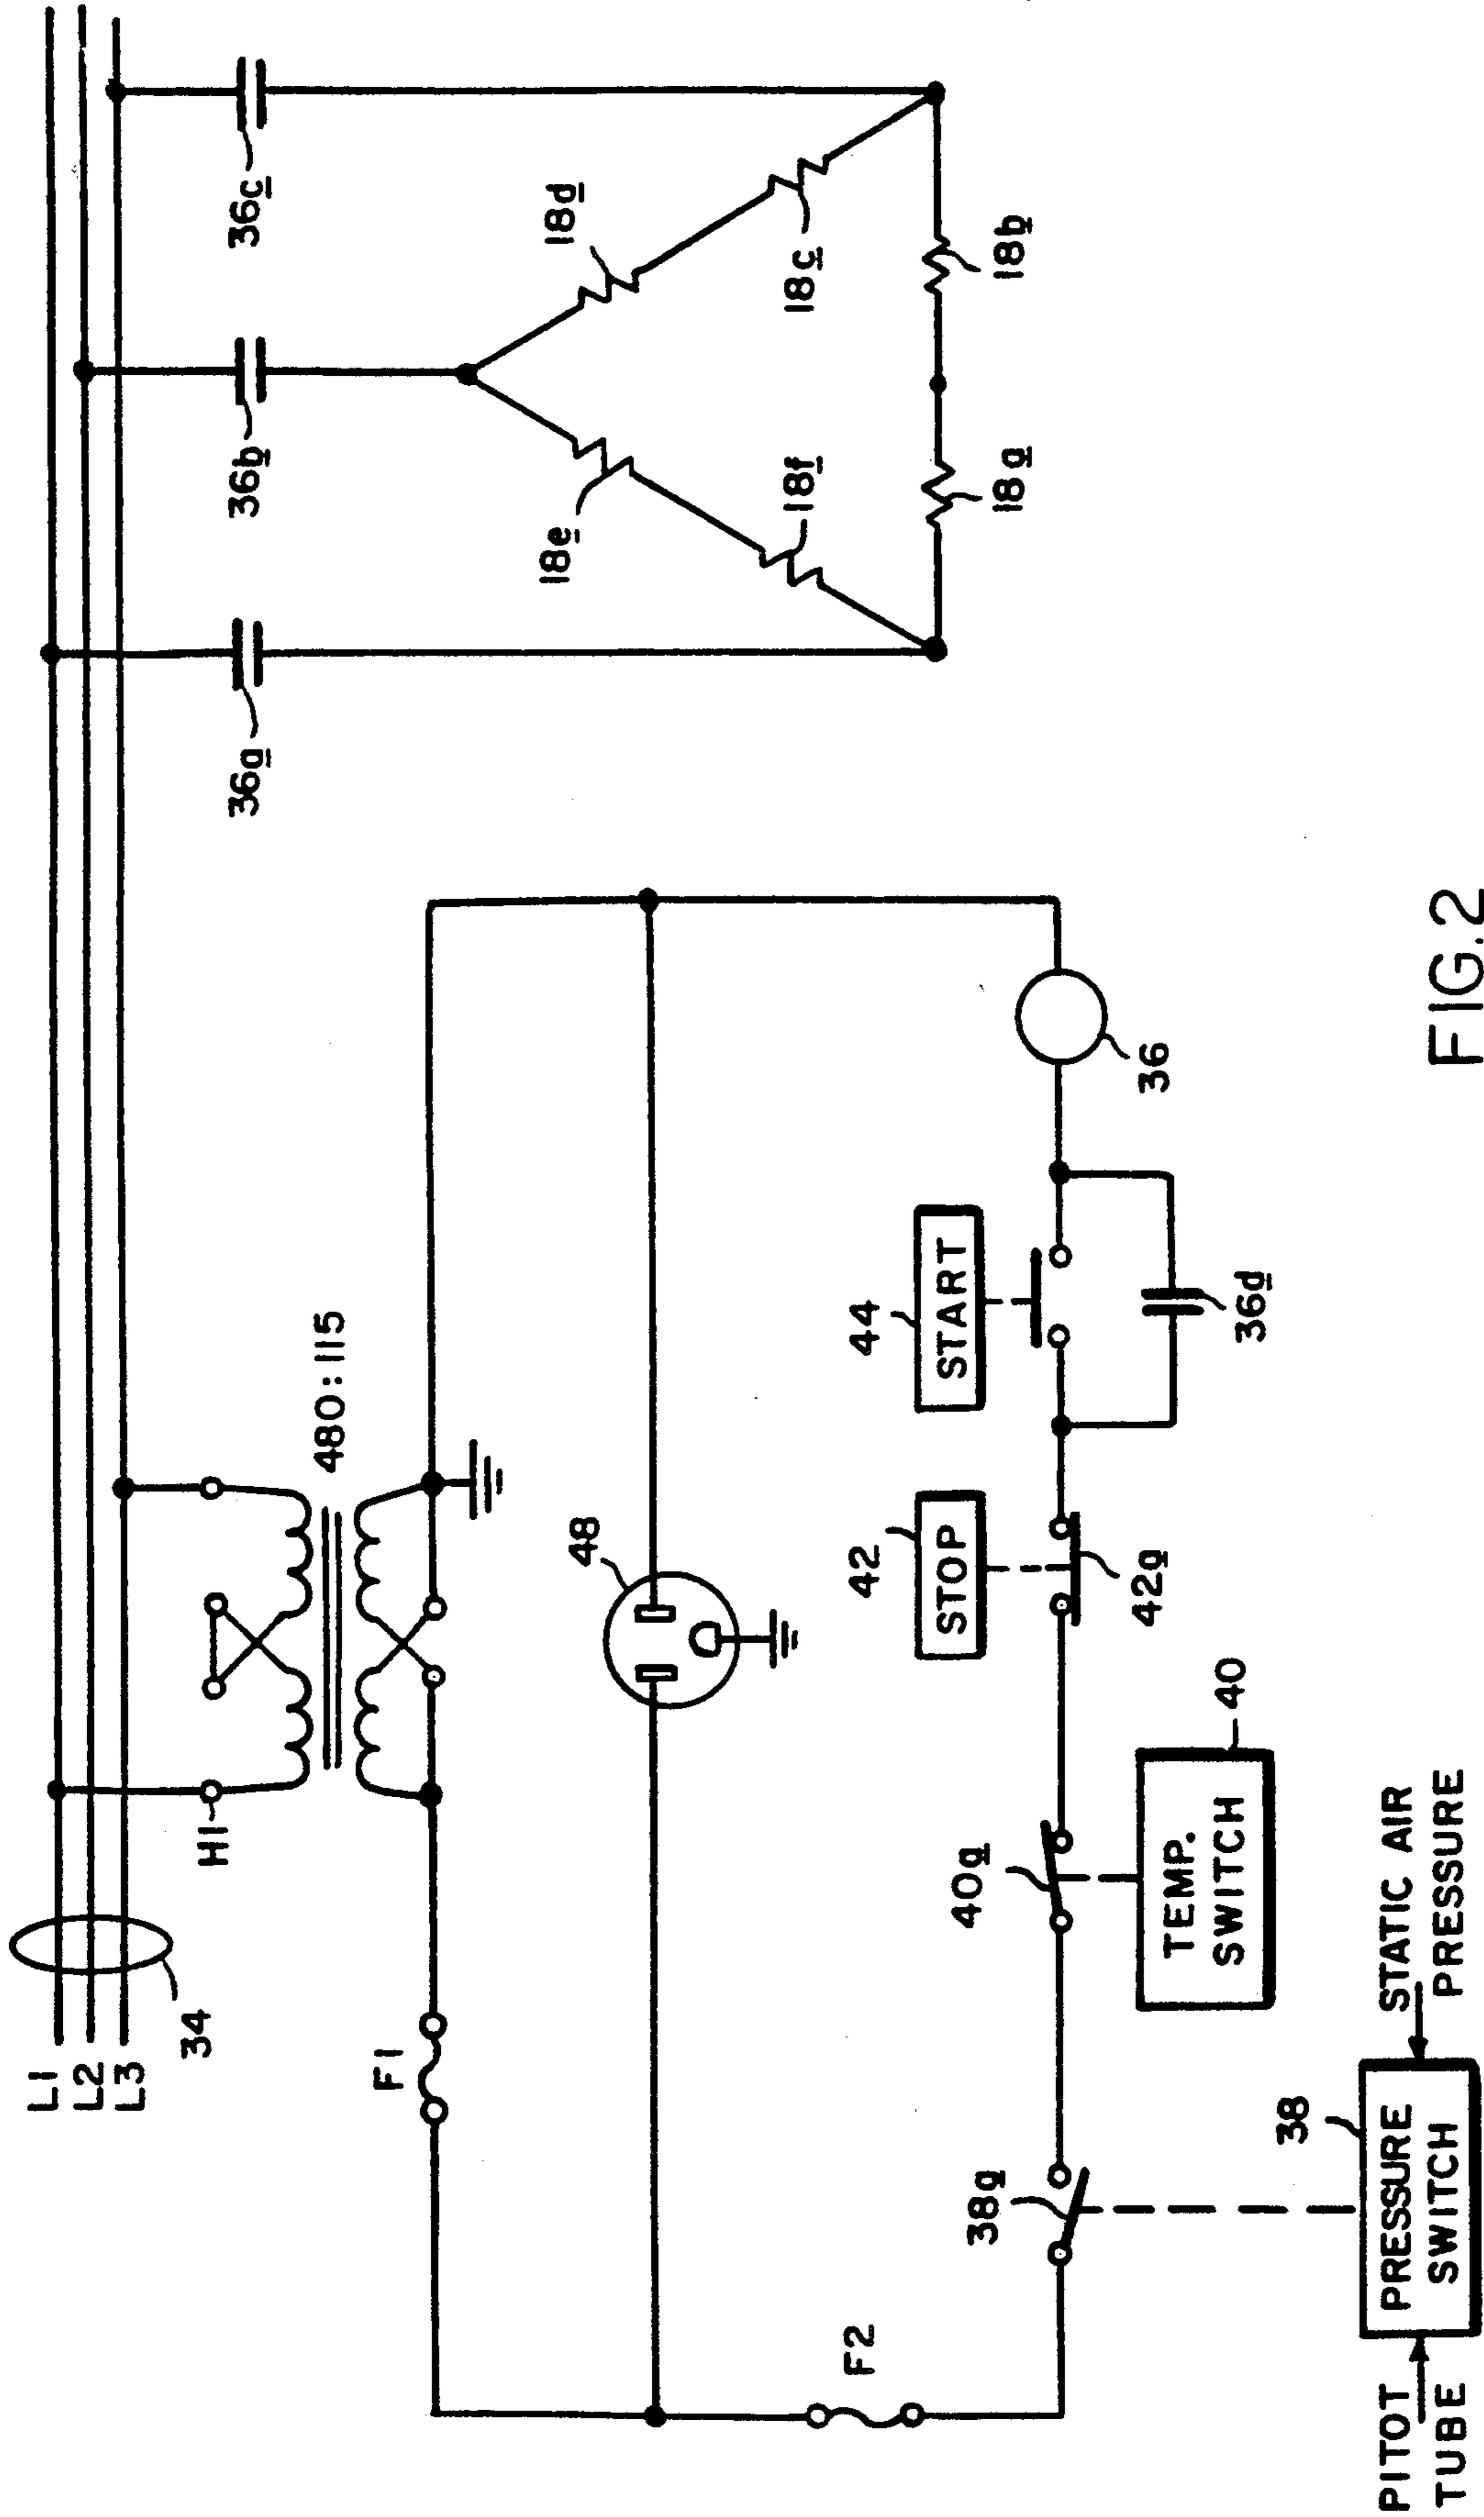 L1
L2
L3
34
H1
480:115
36a
36b
36c
18d
18e
18c
18f
18a
18b
F1
48
F2
38a
40a
42
STOP
42a
44
START
36d
36
40
TEMP.
SWITCH
38
PRESSURE
SWITCH
PITOT
TUBE
STATIC AIR
PRESSURE
FIG.2